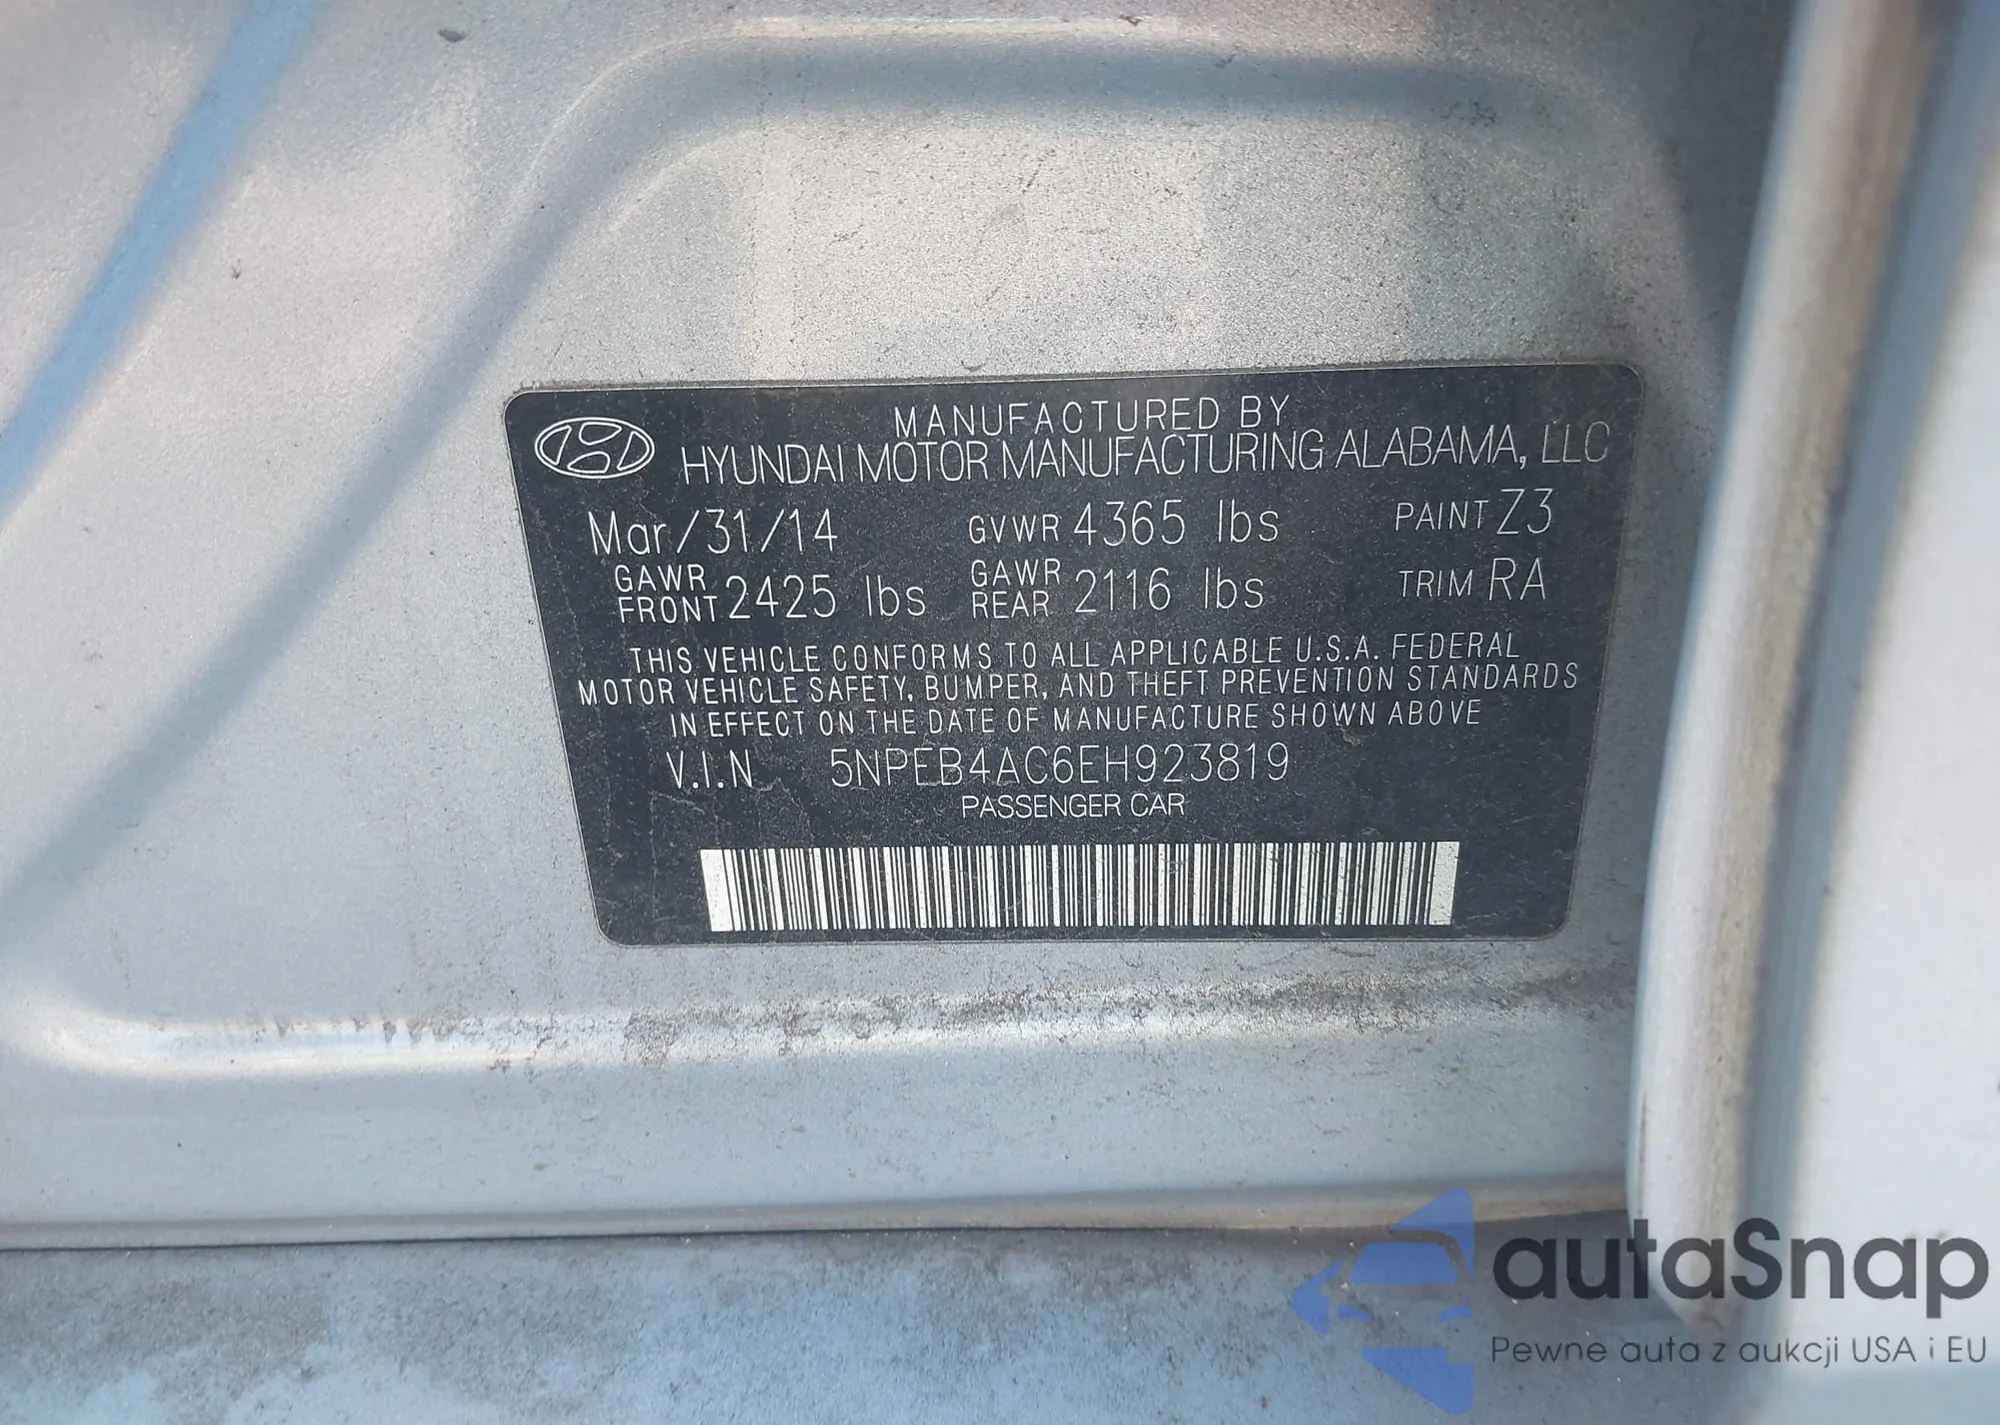 MANUFACTURED BY
HYUNDAI MOTOR MANUFACTURING ALABAMA, LLC
Mar/31/14 GVWR 4365 lbs PAINT Z3
GAWR FRONT 2425 lbs GAWR REAR 2116 lbs TRIM RA
THIS VEHICLE CONFORMS TO ALL APPLICABLE U.S.A. FEDERAL
MOTOR VEHICLE SAFETY, BUMPER, AND THEFT PREVENTION STANDARDS
IN EFFECT ON THE DATE OF MANUFACTURE SHOWN ABOVE
V.I.N 5NPEB4AC6EH923819
PASSENGER CAR
autaSnap
Pewne auta z aukcji USA i EU